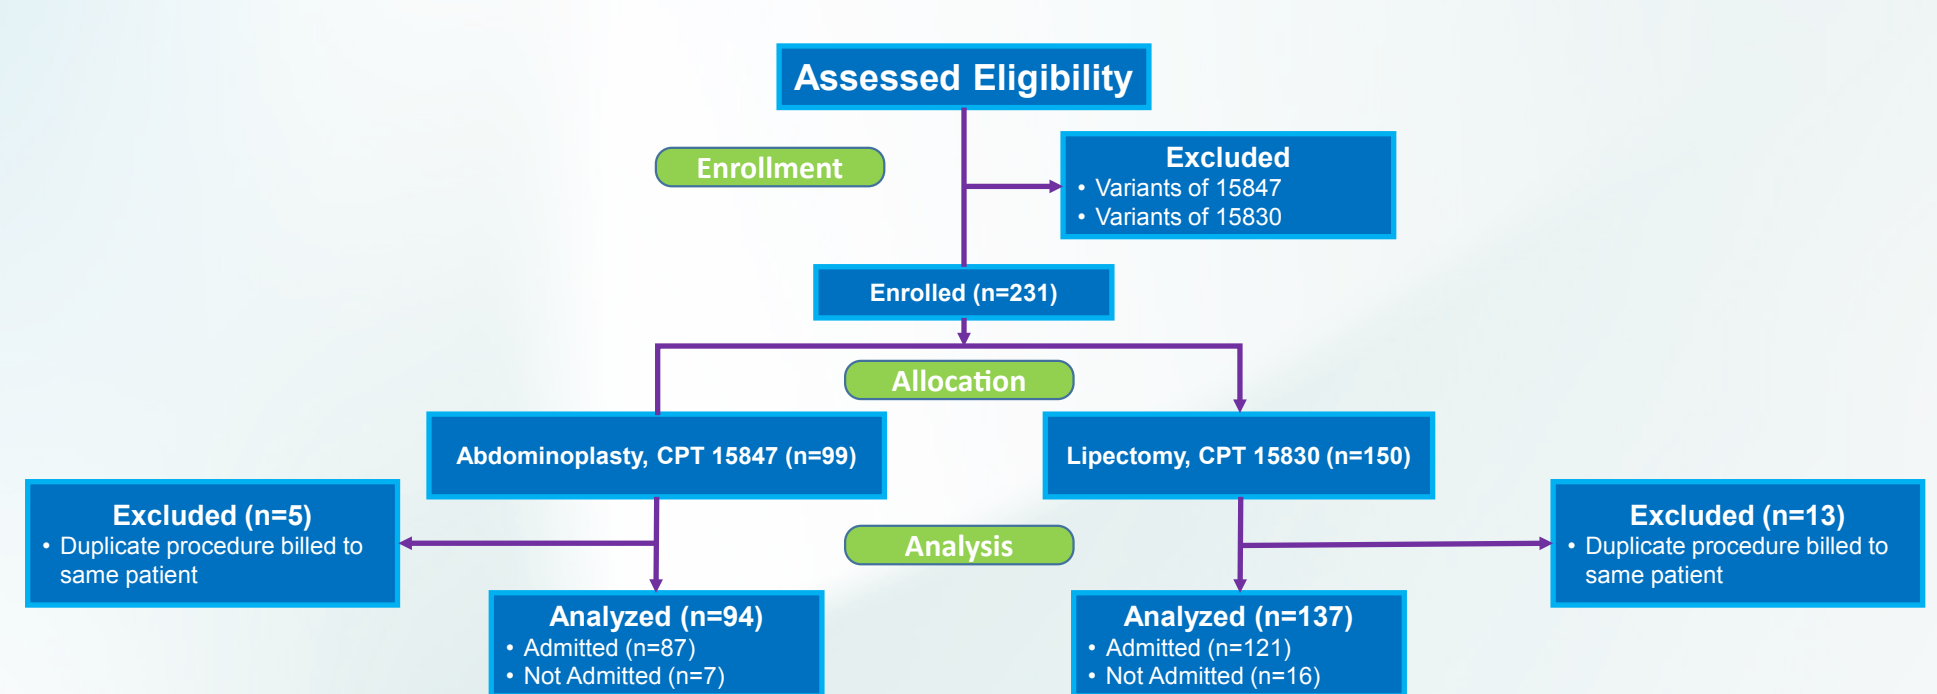 Assessed Eligibility
Enrollment
Excluded
• Variants of 15847
• Variants of 15830
Enrolled (n=231)
Allocation
Abdominoplasty, CPT 15847 (n=99)
Lipectomy, CPT 15830 (n=150)
Excluded (n=5)
• Duplicate procedure billed to
same patient
Analysis
Excluded (n=13)
• Duplicate procedure billed to
same patient
Analyzed (n=94)
• Admitted (n=87)
• Not Admitted (n=7)
Analyzed (n=137)
• Admitted (n=121)
• Not Admitted (n=16)